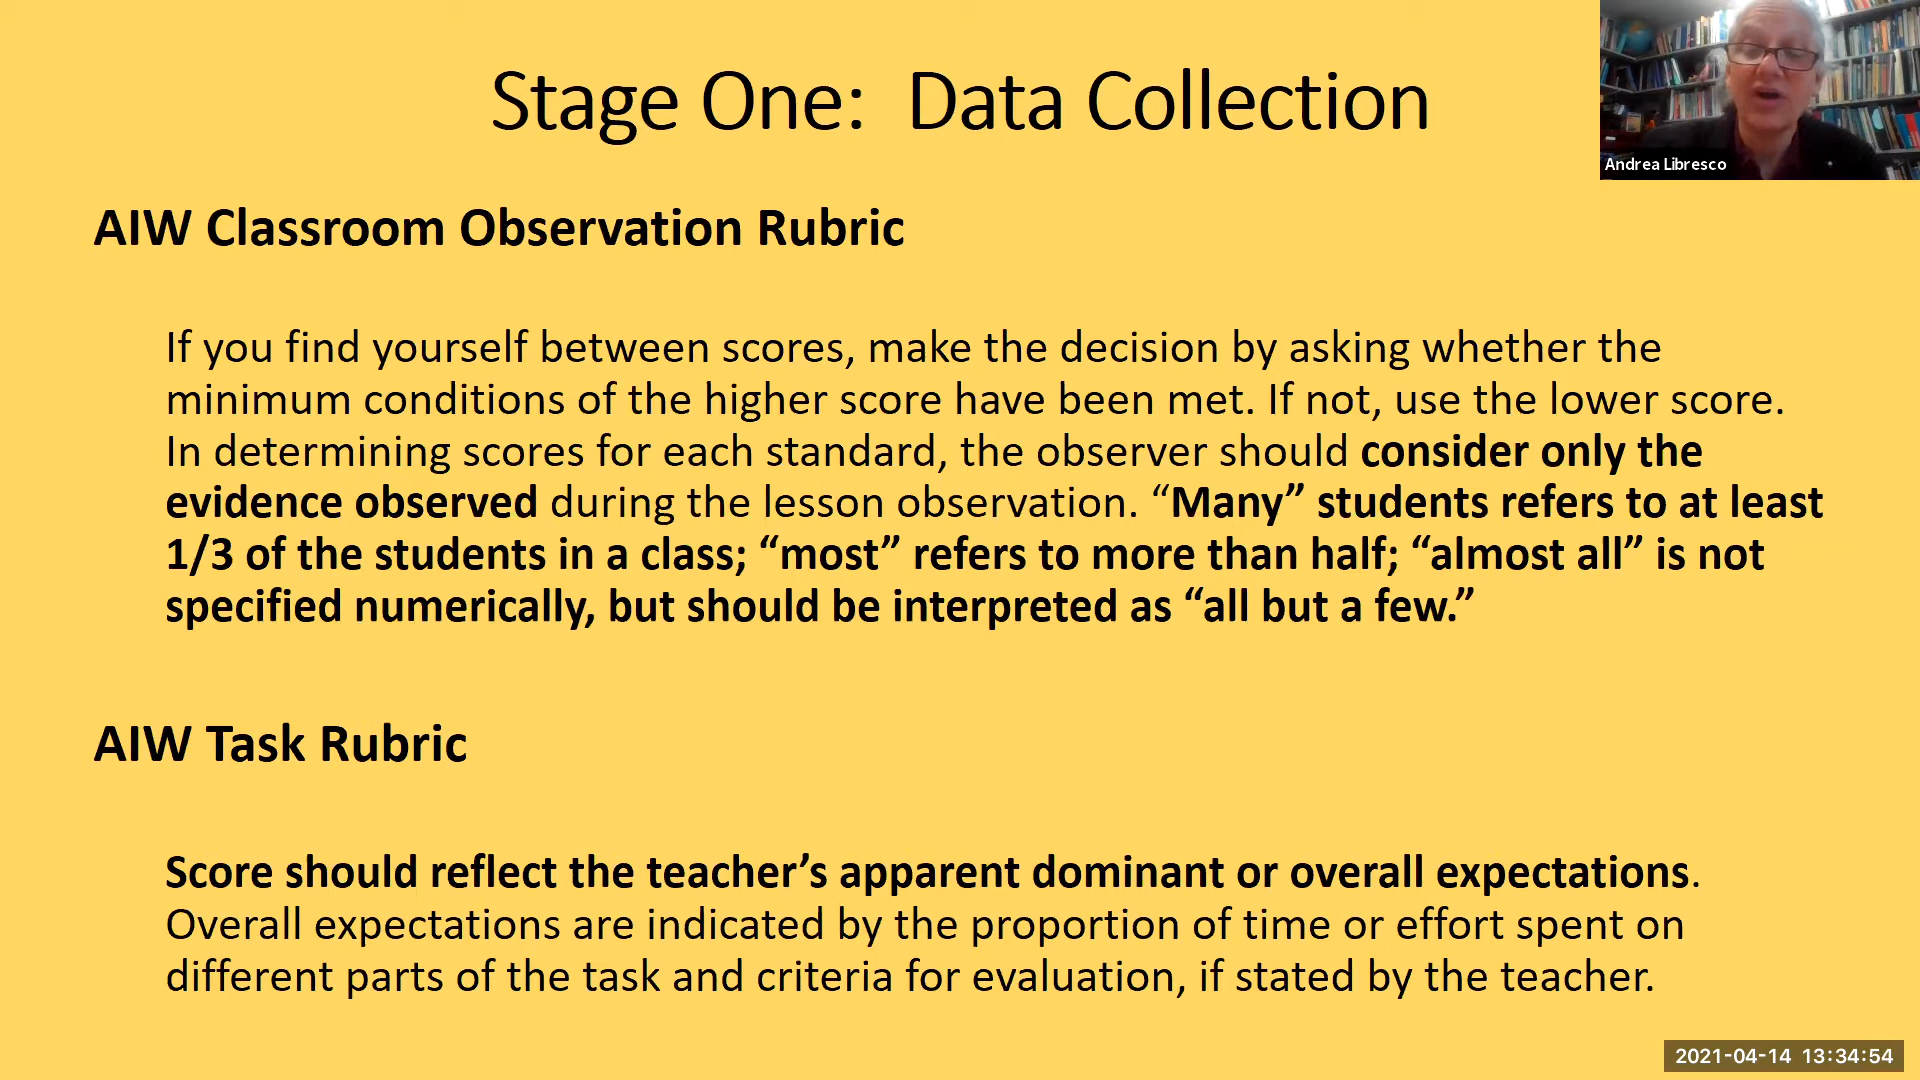 Stage One:  Data Collection
Andrea Libresco
AIW Classroom Observation Rubric
If you find yourself between scores, make the decision by asking whether the
minimum conditions of the higher score have been met. If not, use the lower score.
In determining scores for each standard, the observer should consider only the
evidence observed during the lesson observation. “Many” students refers to at least
1/3 of the students in a class; “most” refers to more than half; “almost all” is not
specified numerically, but should be interpreted as “all but a few.”
AIW Task Rubric
Score should reflect the teacher’s apparent dominant or overall expectations.
Overall expectations are indicated by the proportion of time or effort spent on
different parts of the task and criteria for evaluation, if stated by the teacher.
2021-04-14  13:34:54